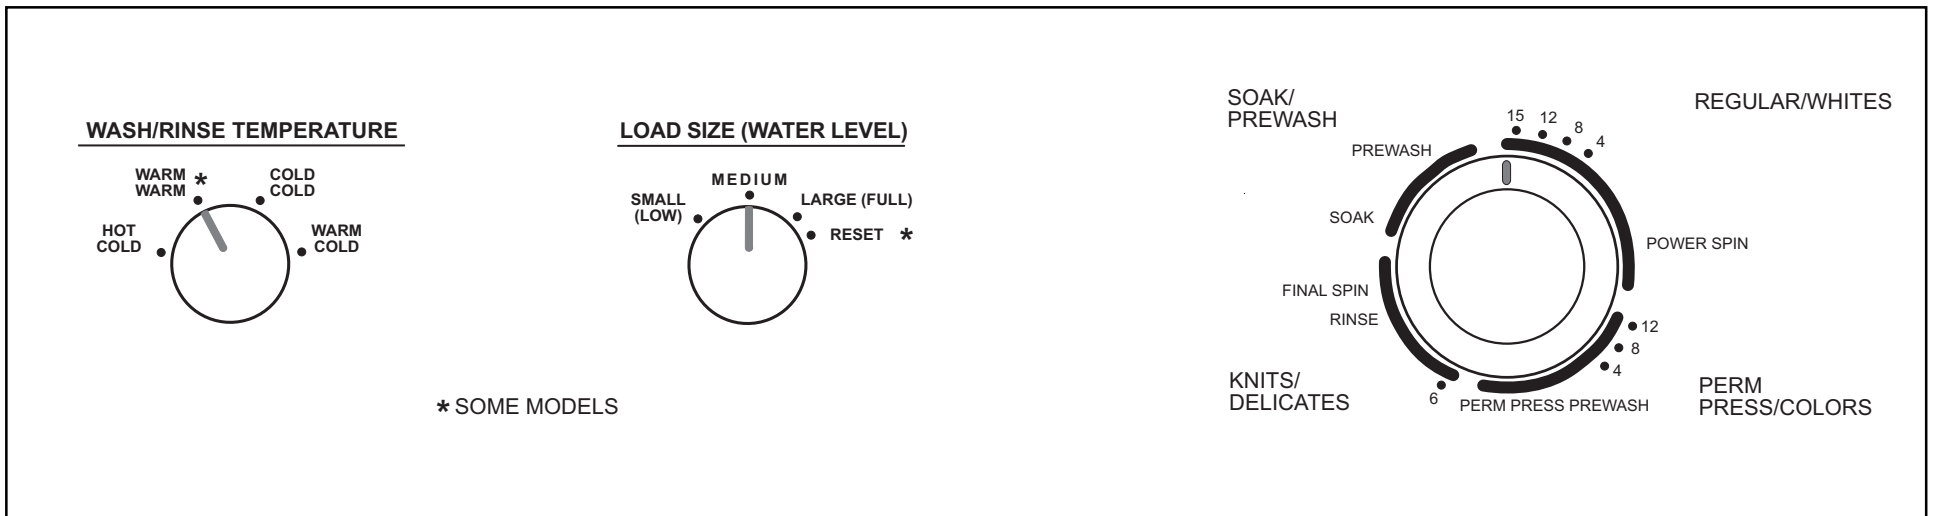 WASH/RINSE TEMPERATURE
WARM *
WARM
COLD
COLD
HOT
COLD
WARM
COLD
LOAD SIZE (WATER LEVEL)
MEDIUM
SMALL
(LOW)
LARGE (FULL)
RESET *
* SOME MODELS
SOAK/
PREWASH
REGULAR/WHITES
15 12 8 4
PREWASH
SOAK
POWER SPIN
FINAL SPIN
RINSE
12
8
4
KNITS/
DELICATES
6
PERM PRESS PREWASH
PERM
PRESS/COLORS